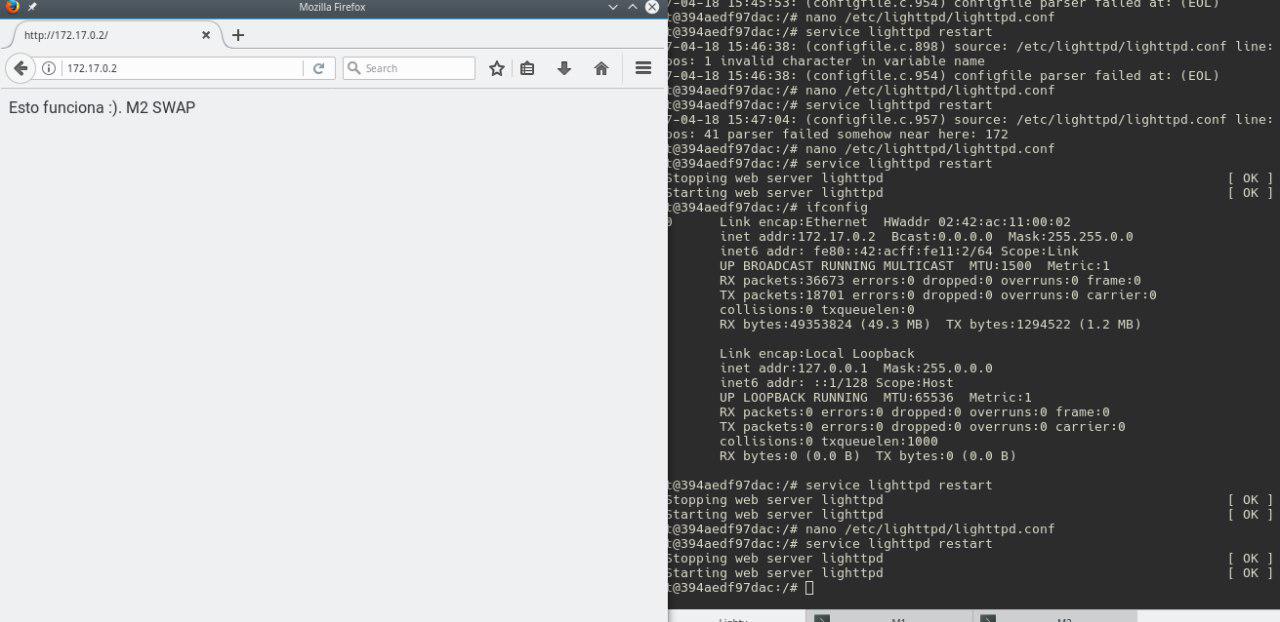 Mozilla Firefox
http://172.17.0.2/
172.17.0.2
Search
Esto funciona :). M2 SWAP
7-04-18 15:45:53: (configfile.c.954) configfile parser failed at: (EOL)
t@394aedf97dac:/# nano /etc/lighttpd/lighttpd.conf
t@394aedf97dac:/# service lighttpd restart
7-04-18 15:46:38: (configfile.c.898) source: /etc/lighttpd/lighttpd.conf line:
pos: 1 invalid character in variable name
7-04-18 15:46:38: (configfile.c.954) configfile parser failed at: (EOL)
t@394aedf97dac:/# nano /etc/lighttpd/lighttpd.conf
t@394aedf97dac:/# service lighttpd restart
7-04-18 15:47:04: (configfile.c.957) source: /etc/lighttpd/lighttpd.conf line:
pos: 41 parser failed somehow near here: 172
t@394aedf97dac:/# nano /etc/lighttpd/lighttpd.conf
t@394aedf97dac:/# service lighttpd restart
Stopping web server lighttpd [ OK ]
Starting web server lighttpd [ OK ]
t@394aedf97dac:/# ifconfig
0 Link encap:Ethernet HWaddr 02:42:ac:11:00:02
inet addr:172.17.0.2 Bcast:0.0.0.0 Mask:255.255.0.0
inet6 addr: fe80::42:acff:fe11:2/64 Scope:Link
UP BROADCAST RUNNING MULTICAST MTU:1500 Metric:1
RX packets:36673 errors:0 dropped:0 overruns:0 frame:0
TX packets:18701 errors:0 dropped:0 overruns:0 carrier:0
collisions:0 txqueuelen:0
RX bytes:49353824 (49.3 MB) TX bytes:1294522 (1.2 MB)
Link encap:Local Loopback
inet addr:127.0.0.1 Mask:255.0.0.0
inet6 addr: ::1/128 Scope:Host
UP LOOPBACK RUNNING MTU:65536 Metric:1
RX packets:0 errors:0 dropped:0 overruns:0 frame:0
TX packets:0 errors:0 dropped:0 overruns:0 carrier:0
collisions:0 txqueuelen:1000
RX bytes:0 (0.0 B) TX bytes:0 (0.0 B)
t@394aedf97dac:/# service lighttpd restart
Stopping web server lighttpd [ OK ]
Starting web server lighttpd [ OK ]
t@394aedf97dac:/# nano /etc/lighttpd/lighttpd.conf
t@394aedf97dac:/# service lighttpd restart
Stopping web server lighttpd [ OK ]
Starting web server lighttpd [ OK ]
t@394aedf97dac:/#